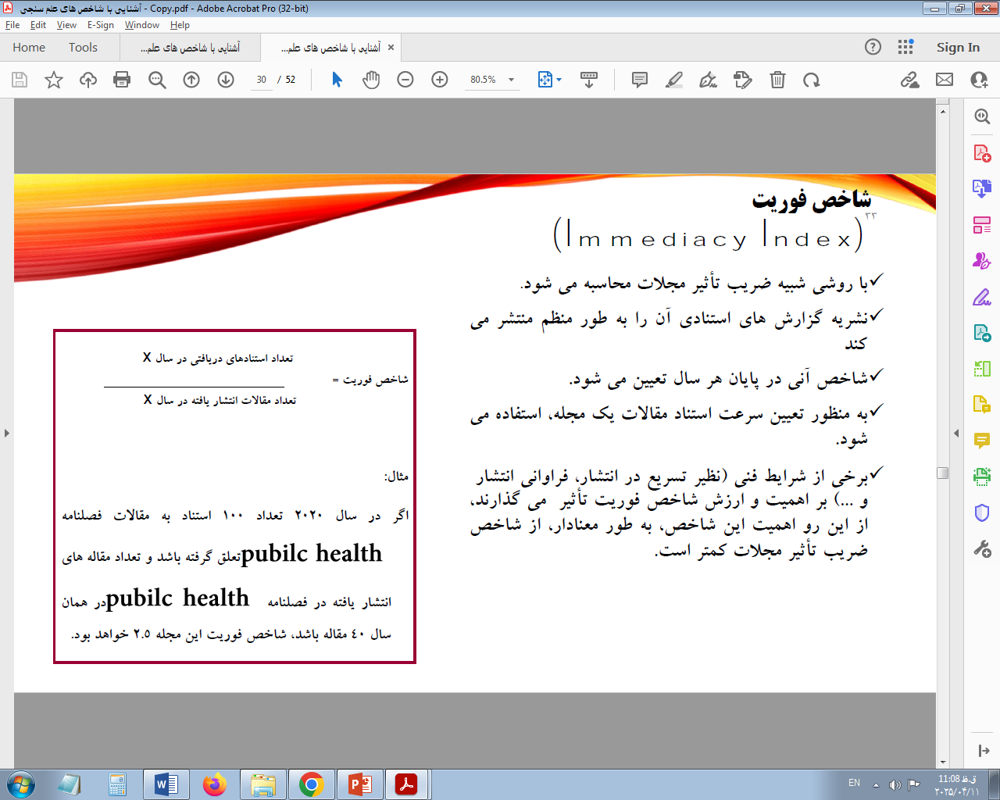 آشنایی با شاخص های علم سنجی - Copy.pdf - Adobe Acrobat Pro (32-bit)
File Edit View E-Sign Window Help
Home Tools آشنایی با شاخص های علم... آشنایی با شاخص های علم... × Sign In
30 / 52 80.5%
شاخص فوریت
۳۳
(Immediacy Index)
✓با روشی شبیه ضریب تأثیر مجلات محاسبه می شود.
✓نشریه گزارش های استنادی آن را به طور منظم منتشر می
کند
✓شاخص آنی در پایان هر سال تعیین می شود.
✓به منظور تعیین سرعت استناد مقالات یک مجله، استفاده می
شود.
✓برخی از شرایط فنی (نظیر تسریع در انتشار، فراوانی انتشار
و ...) بر اهمیت و ارزش شاخص فوریت تأثیر می گذارند،
از این رو اهمیت این شاخص، به طور معنادار، از شاخص
ضریب تأثیر مجلات کمتر است.
تعداد استنادهای دریافتی در سال X
شاخص فوریت =
تعداد مقالات انتشار یافته در سال X
مثال:
اگر در سال ۲۰۲۰ تعداد ۱۰۰ استناد به مقالات فصلنامه
pubilc health تعلق گرفته باشد و تعداد مقاله های
انتشار یافته در فصلنامه pubilc health در همان
سال ۴۰ مقاله باشد، شاخص فوریت این مجله ۲.۵ خواهد بود.
EN 11:08 ق.ظ
۲۰۲۵/۰۴/۱۱